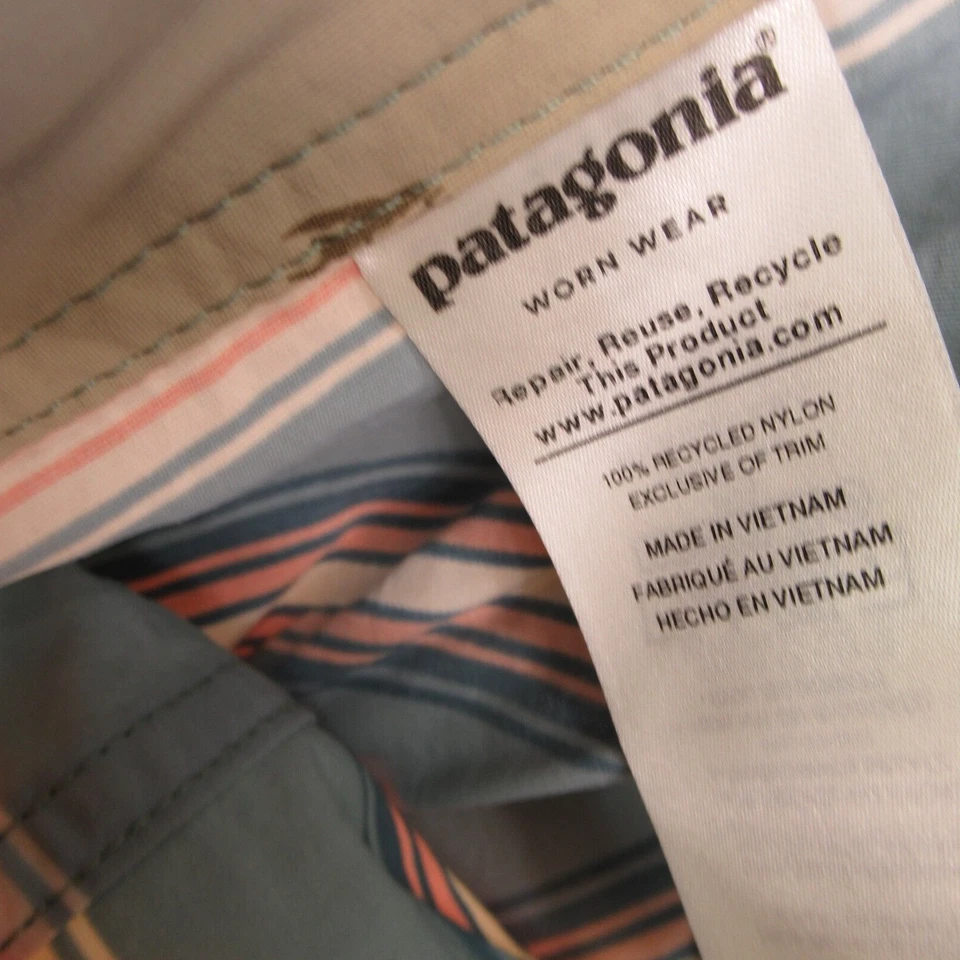 patagonia®
WORN WEAR
Repair, Reuse, Recycle
This Product
www.patagonia.com
100% RECYCLED NYLON
EXCLUSIVE OF TRIM
MADE IN VIETNAM
FABRIQUÉ AU VIETNAM
HECHO EN VIETNAM